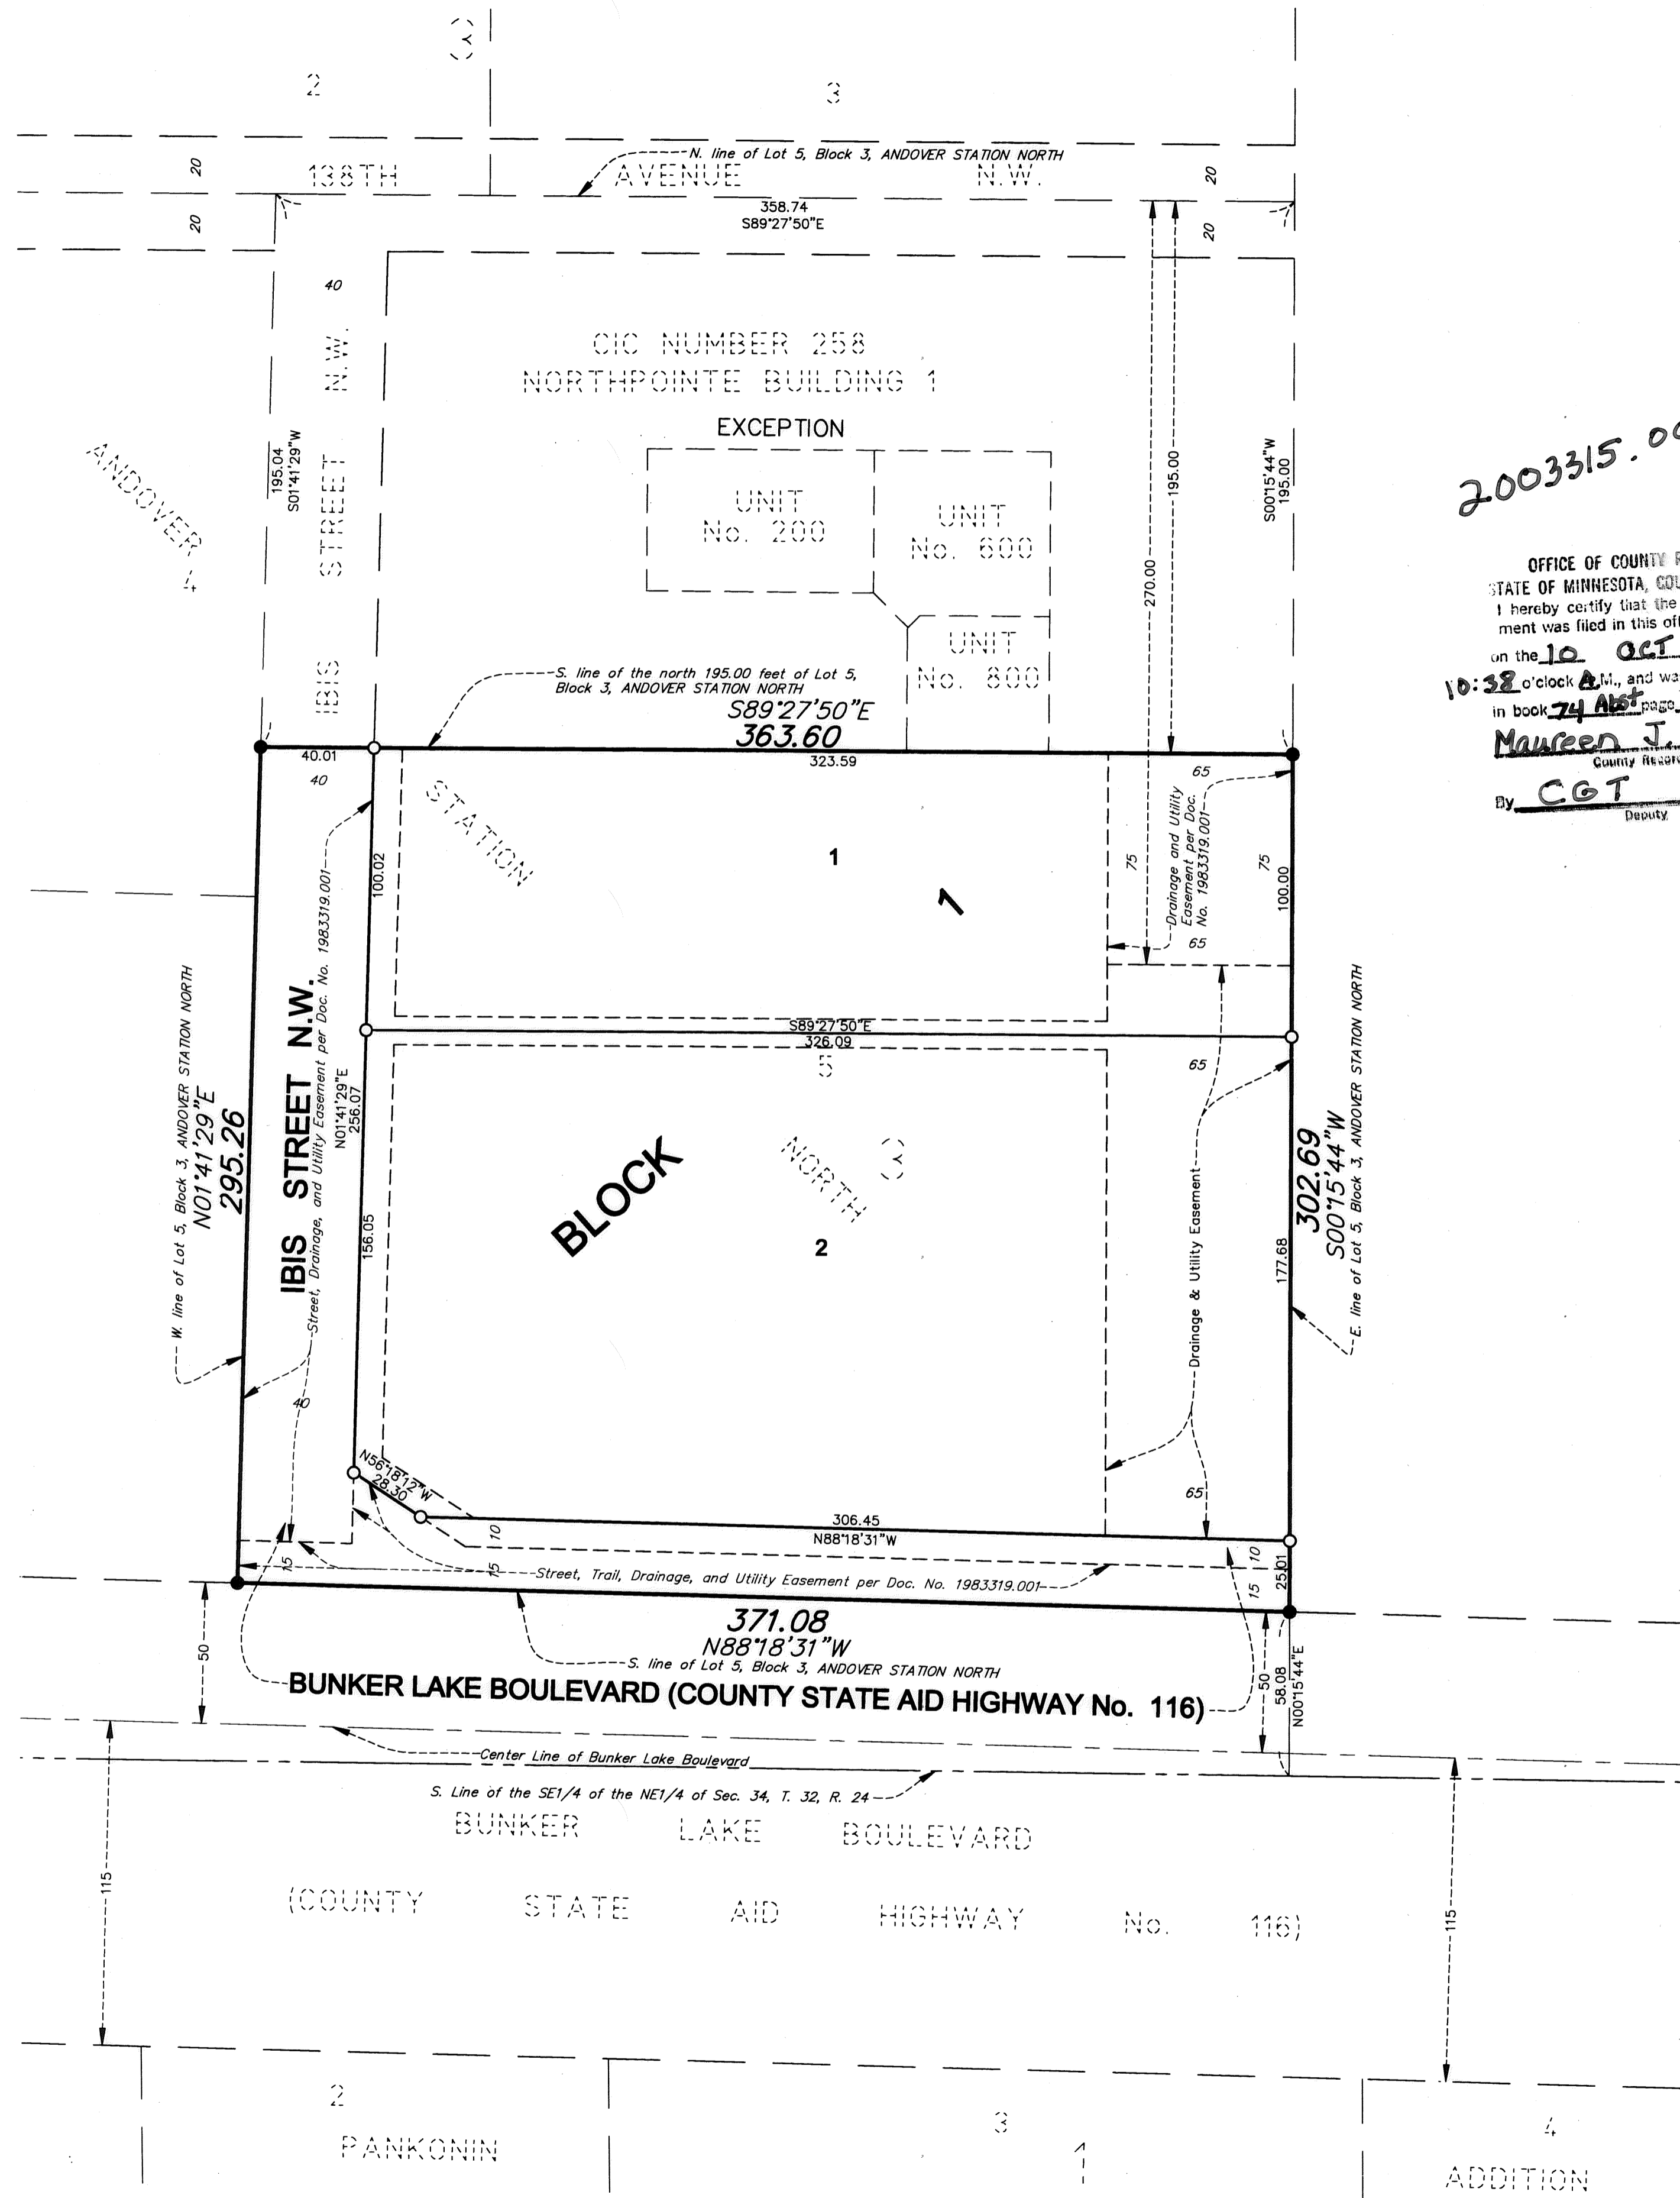 (3)
2
3
N. line of Lot 5, Block 3, ANDOVER STATION NORTH
20
138TH AVENUE N.W.
20
358.74
S89°27'50"E
20
20
40
CIC NUMBER 258
NORTHPOINTE BUILDING 1
EXCEPTION
UNIT
No. 200
UNIT
No. 600
UNIT
No. 800
IBIS STREET N.W.
195.04
S01°41'29"W
ANDOVER
4
270.00
195.00
S00°15'44"W
195.00
2003315.00
OFFICE OF COUNTY
STATE OF MINNESOTA, COU
I hereby certify that the
ment was filed in this of
on the 10 OCT
10:38 o'clock A.M., and wa
in book 74 Abst page
Maureen J.
County Recor
By CGT
Deputy
S. line of the north 195.00 feet of Lot 5,
Block 3, ANDOVER STATION NORTH
S89°27'50"E
363.60
40.01
323.59
40
65
STATION
100.02
1
1
75
Drainage and Utility
Easement per Doc.
No. 1983319.001
75
100.00
65
W. line of Lot 5, Block 3, ANDOVER STATION NORTH
N01°41'29"E
295.26
IBIS STREET N.W.
Street, Drainage, and Utility Easement per Doc. No. 1983319.001
N01°41'29"E
256.07
S89°27'50"E
326.09
5
65
156.05
BLOCK
NORTH
(3)
2
Drainage & Utility Easement
177.68
302.69
S00°15'44"W
E. line of Lot 5, Block 3, ANDOVER STATION NORTH
40
N56°18'12"W
28.30
65
306.45
N88°18'31"W
10
10
15
15
15
25.01
Street, Trail, Drainage, and Utility Easement per Doc. No. 1983319.001
371.08
N88°18'31"W
S. line of Lot 5, Block 3, ANDOVER STATION NORTH
50
50
58.08
N00°15'44"E
BUNKER LAKE BOULEVARD (COUNTY STATE AID HIGHWAY No. 116)
Center Line of Bunker Lake Boulevard
S. Line of the SE1/4 of the NE1/4 of Sec. 34, T. 32, R. 24
BUNKER LAKE BOULEVARD
(COUNTY STATE AID HIGHWAY No. 116)
115
115
2
3
4
PANKONIN
1
ADDITION